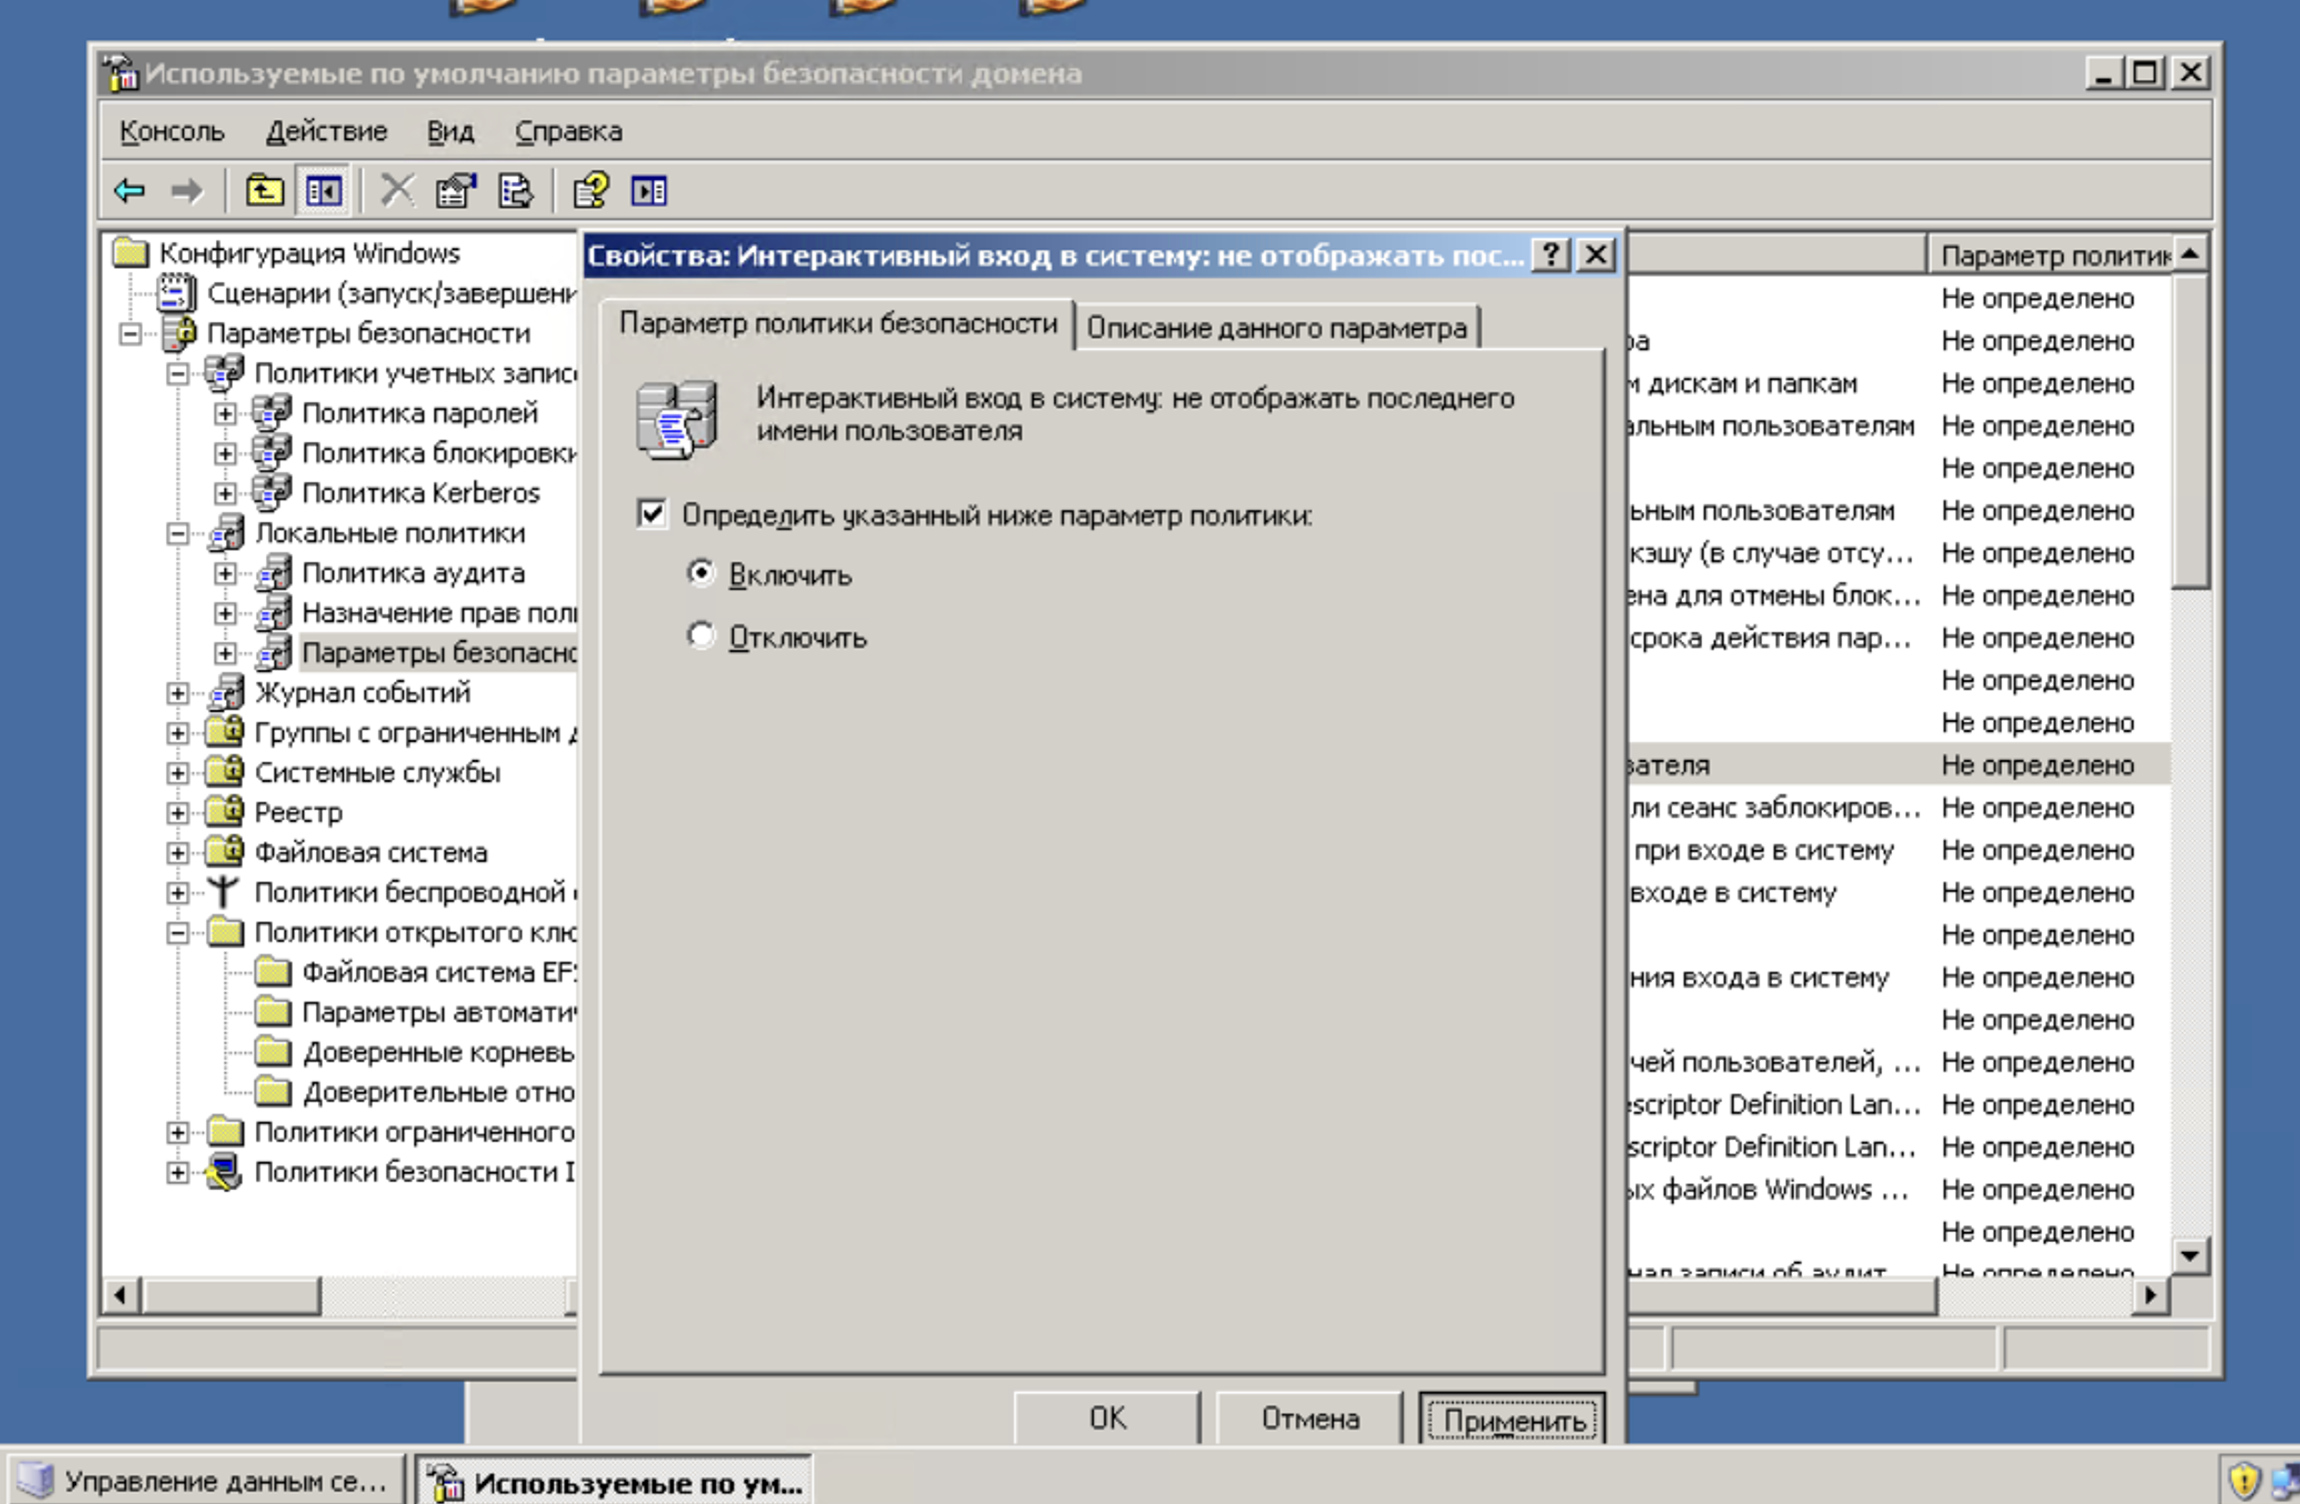 Используемые по умолчанию параметры безопасности домена
Консоль Действие Вид Справка
Конфигурация Windows
Сценарии (запуск/завершени
Параметры безопасности
Политики учетных запис
Политика паролей
Политика блокировки
Политика Kerberos
Локальные политики
Политика аудита
Назначение прав пол
Параметры безопасно
Журнал событий
Группы с ограниченным
Системные службы
Реестр
Файловая система
Политики беспроводной
Политики открытого клю
Файловая система EF
Параметры автомати
Доверенные корневь
Доверительные отно
Политики ограниченного
Политики безопасности I
Свойства: Интерактивный вход в систему: не отображать пос...
Параметр политики безопасности
Описание данного параметра
Интерактивный вход в систему: не отображать последнего
имени пользователя
Определить указанный ниже параметр политики:
Включить
Отключить
OK Отмена Применить
Параметр политик
Не определено
ра Не определено
м дискам и папкам Не определено
альным пользователям Не определено
Не определено
ьным пользователям Не определено
кэшу (в случае отсу... Не определено
ена для отмены блок... Не определено
срока действия пар... Не определено
Не определено
Не определено
вателя Не определено
ли сеанс заблокиров... Не определено
при входе в систему Не определено
входе в систему Не определено
Не определено
ния входа в систему Не определено
Не определено
чей пользователей, ... Не определено
escriptor Definition Lan... Не определено
scriptor Definition Lan... Не определено
ых файлов Windows ... Не определено
Не определено
нал записи об аудит Не определено
Управление данным се...
Используемые по ум...